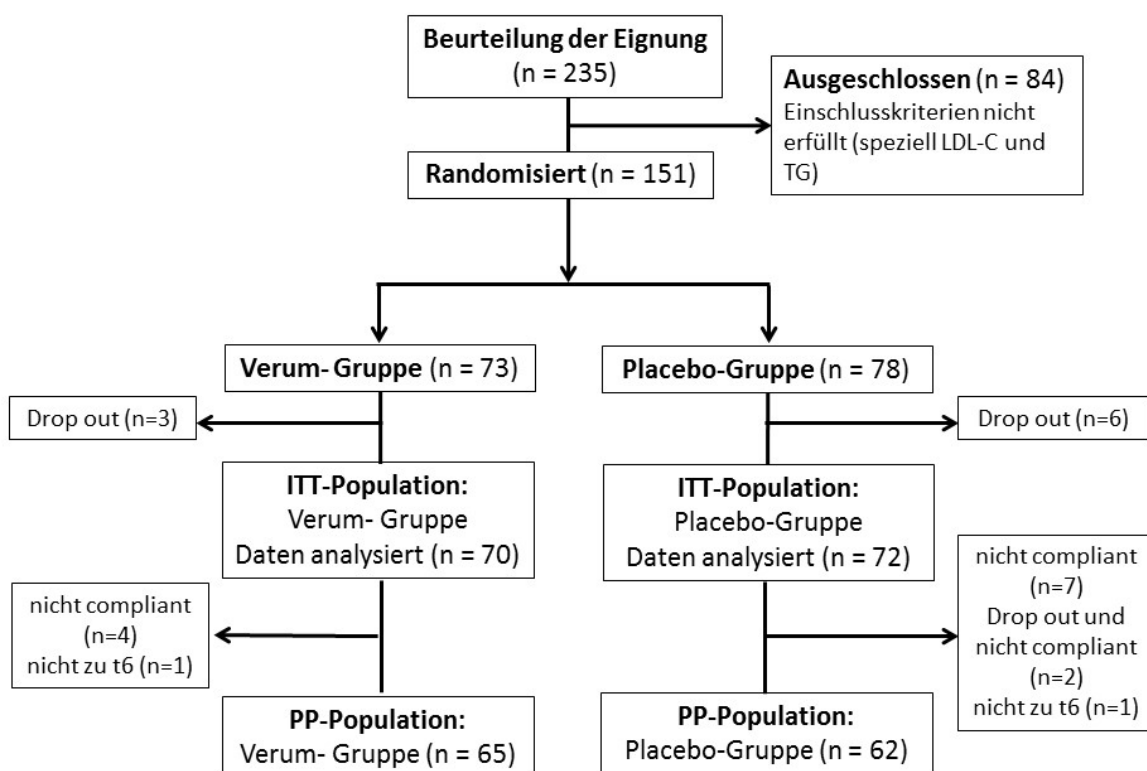 Beurteilung der Eignung
(n = 235)
Ausgeschlossen (n = 84)
Einschlusskriterien nicht
erfüllt (speziell LDL-C und
TG)
Randomisiert (n = 151)
Verum- Gruppe (n = 73)
Placebo-Gruppe (n = 78)
Drop out (n=3)
Drop out (n=6)
ITT-Population:
Verum- Gruppe
Daten analysiert (n = 70)
ITT-Population:
Placebo-Gruppe
Daten analysiert (n = 72)
nicht compliant
(n=4)
nicht zu t6 (n=1)
nicht compliant
(n=7)
Drop out und
nicht compliant
(n=2)
nicht zu t6 (n=1)
PP-Population:
Verum- Gruppe (n = 65)
PP-Population:
Placebo-Gruppe (n = 62)